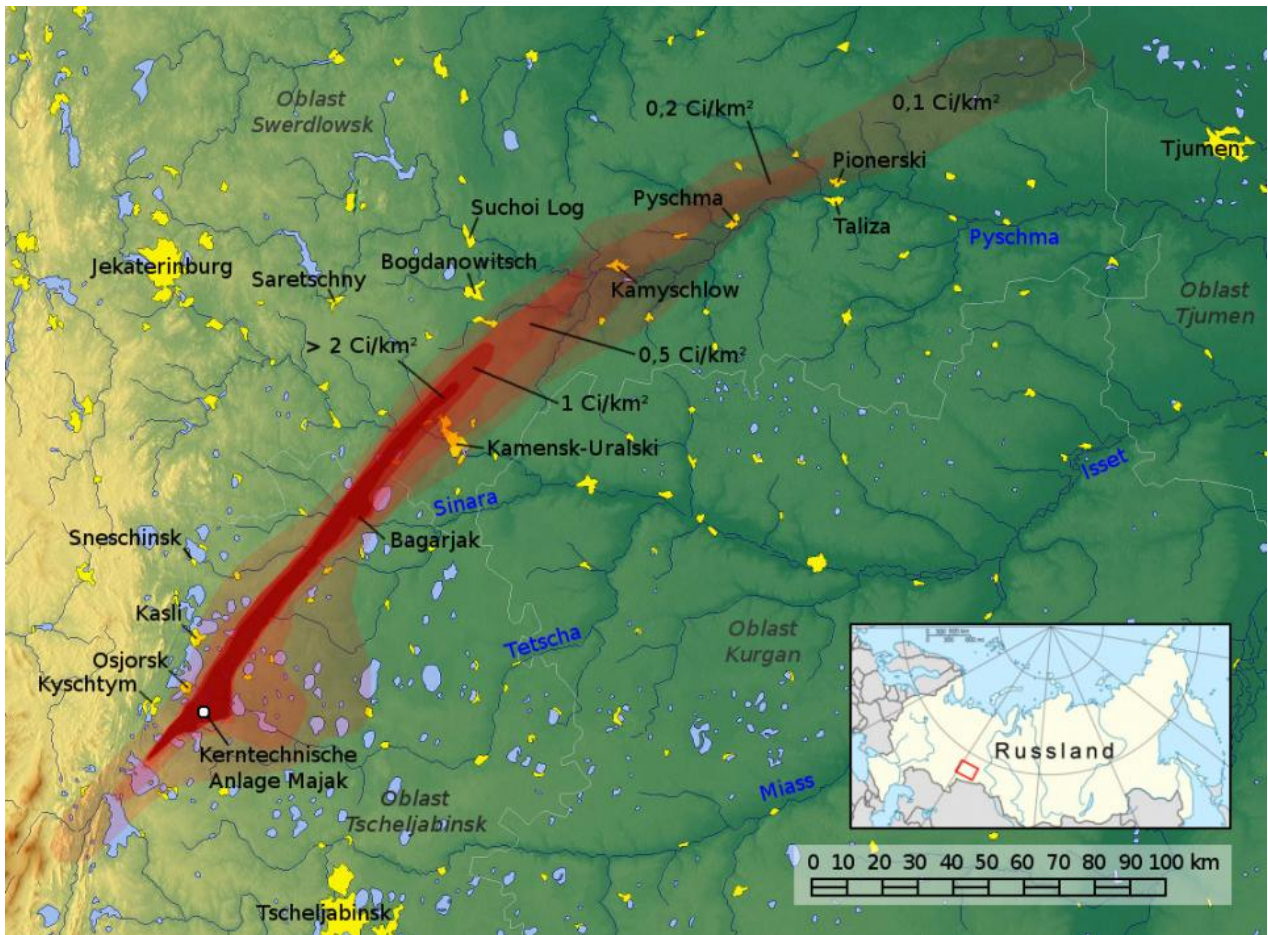 Oblast
Swerdlowsk
0,2 Ci/km²
0,1 Ci/km²
Tjumen
Pionerski
Pyschma
Taliza
Pyschma
Suchoi Log
Jekaterinburg
Bogdanowitsch
Saretschny
Kamyschlow
Oblast
Tjumen
> 2 Ci/km²
0,5 Ci/km²
1 Ci/km²
Kamensk-Uralski
Isset
Sinara
Bagarjak
Sneschinsk
Kasli
Tetscha
Oblast
Kurgan
Osjorsk
Kyschtym
Kerntechnische
Anlage Majak
Russland
Miass
Oblast
Tscheljabinsk
0 10 20 30 40 50 60 70 80 90 100 km
Tscheljabinsk